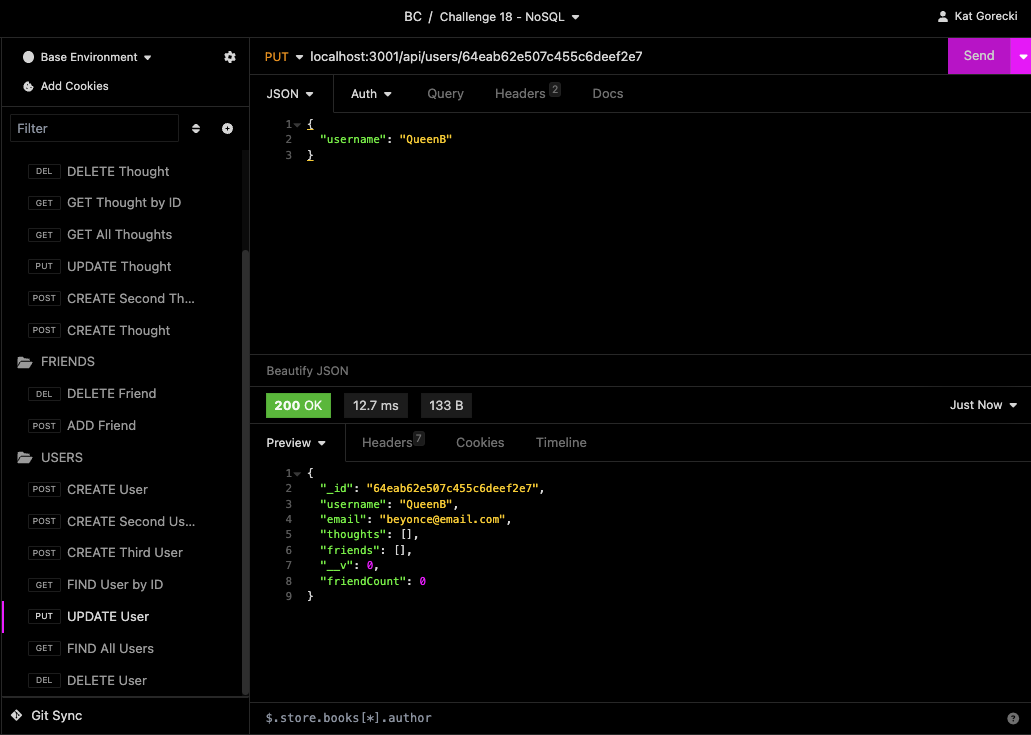 BC / Challenge 18 - NoSQL
Kat Gorecki
Base Environment
Add Cookies
Filter
DEL DELETE Thought
GET GET Thought by ID
GET GET All Thoughts
PUT UPDATE Thought
POST CREATE Second Th...
POST CREATE Thought
FRIENDS
DEL DELETE Friend
POST ADD Friend
USERS
POST CREATE User
POST CREATE Second Us...
POST CREATE Third User
GET FIND User by ID
PUT UPDATE User
GET FIND All Users
DEL DELETE User
Git Sync
PUT localhost:3001/api/users/64eab62e507c455c6deef2e7 Send
JSON Auth Query Headers 2 Docs
1 {
2 "username": "QueenB"
3 }
Beautify JSON
200 OK 12.7 ms 133 B Just Now
Preview Headers 7 Cookies Timeline
1 {
2 "_id": "64eab62e507c455c6deef2e7",
3 "username": "QueenB",
4 "email": "beyonce@email.com",
5 "thoughts": [],
6 "friends": [],
7 "__v": 0,
8 "friendCount": 0
9 }
$.store.books[*].author
?